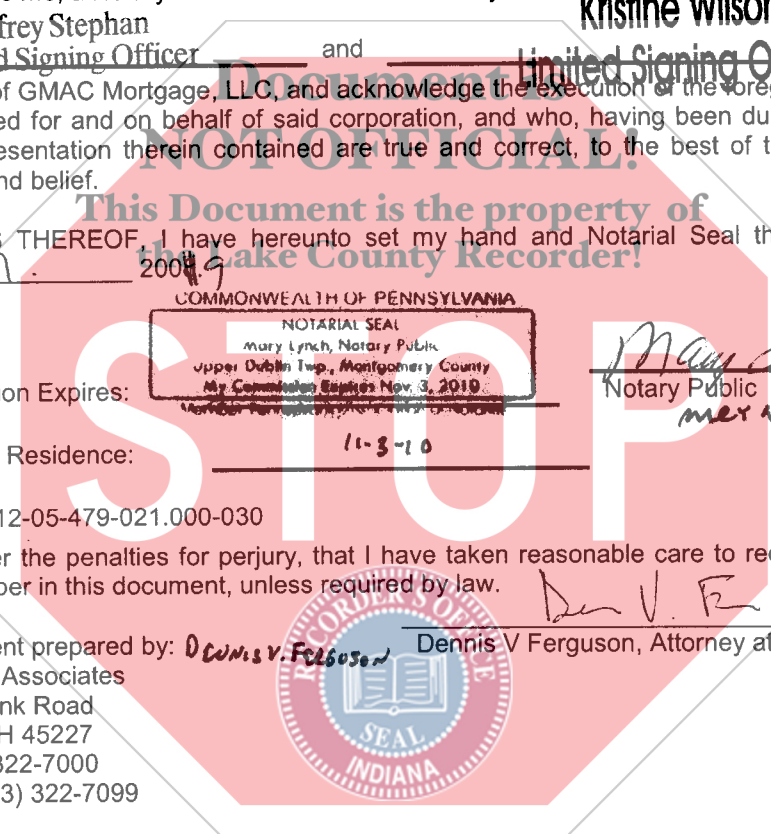 frey Stephan
d Signing Officer and
Kristine Wilson
Limited Signing O
of GMAC Mortgage, LLC, and acknowledge the execution of the foreg
ed for and on behalf of said corporation, and who, having been du
esentation therein contained are true and correct, to the best of t
nd belief.
Document is
NOT OFFICIAL!
This Document is the property of
the Lake County Recorder!
S THEREOF, I have hereunto set my hand and Notarial Seal th
200 9
COMMONWEALTH OF PENNSYLVANIA
NOTARIAL SEAL
Mary Lynch, Notary Public
Upper Dublin Twp., Montgomery County
My Commission Expires Nov. 3, 2010
on Expires:
Notary Public
Residence:
11-3-10
STOP
12-05-479-021.000-030
er the penalties for perjury, that I have taken reasonable care to red
ber in this document, unless required by law.
ent prepared by: Dennis V. Ferguson
Dennis V Ferguson, Attorney at
Associates
nk Road
H 45227
322-7000
3) 322-7099
RECORDER'S OFFICE
SEAL
INDIANA